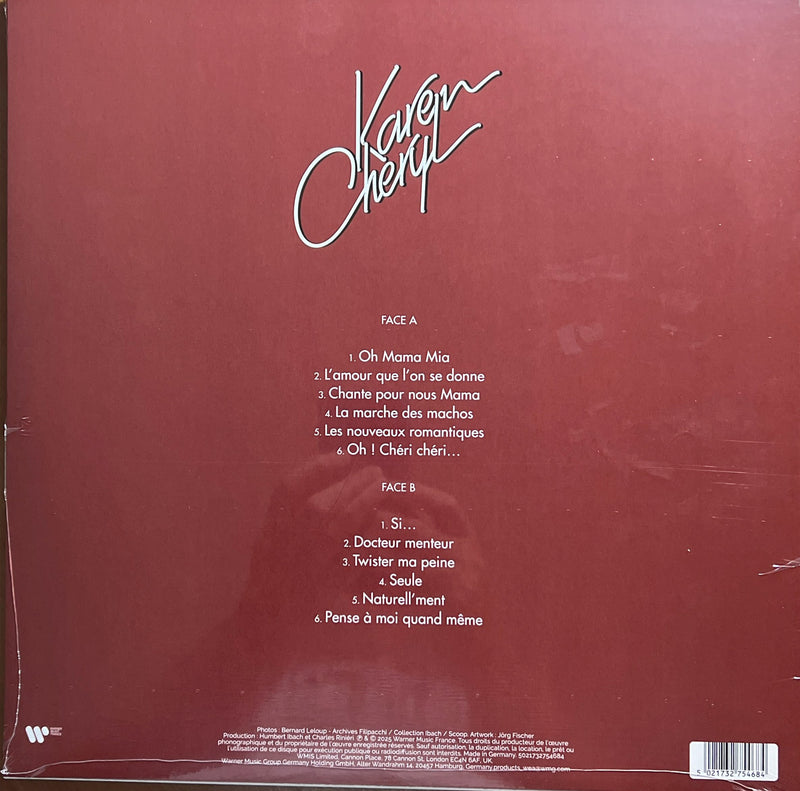 Karen
Cheryl
FACE A
1. Oh Mama Mia
2. L'amour que l'on se donne
3. Chante pour nous Mama
4. La marche des machos
5. Les nouveaux romantiques
6. Oh ! Chéri chéri...
FACE B
1. Si...
2. Docteur menteur
3. Twister ma peine
4. Seule
5. Naturell'ment
6. Pense à moi quand même
Photos : Bernard Leloup - Archives Filipacchi / Collection Ibach / Scoop. Artwork : Jörg Fischer
Production : Humbert Ibach et Charles Riniéri ℗ & © 2025 Warner Music France. Tous droits du producteur de l'œuvre
phonographique et du propriétaire de l'œuvre enregistrée réservés. Sauf autorisation, la duplication, la location, le prêt ou
l'utilisation de ce disque pour exécution publique ou radiodiffusion sont interdits. Made in Germany. 5021732754684
WMIS Limited, Cannon Place, 78 Cannon St, London EC4N 6AF, UK
Warner Music Group Germany Holding GmbH, Alter Wandrahm 14, 20457 Hamburg, Germany.products_wea@wmg.com
5 021732 754684